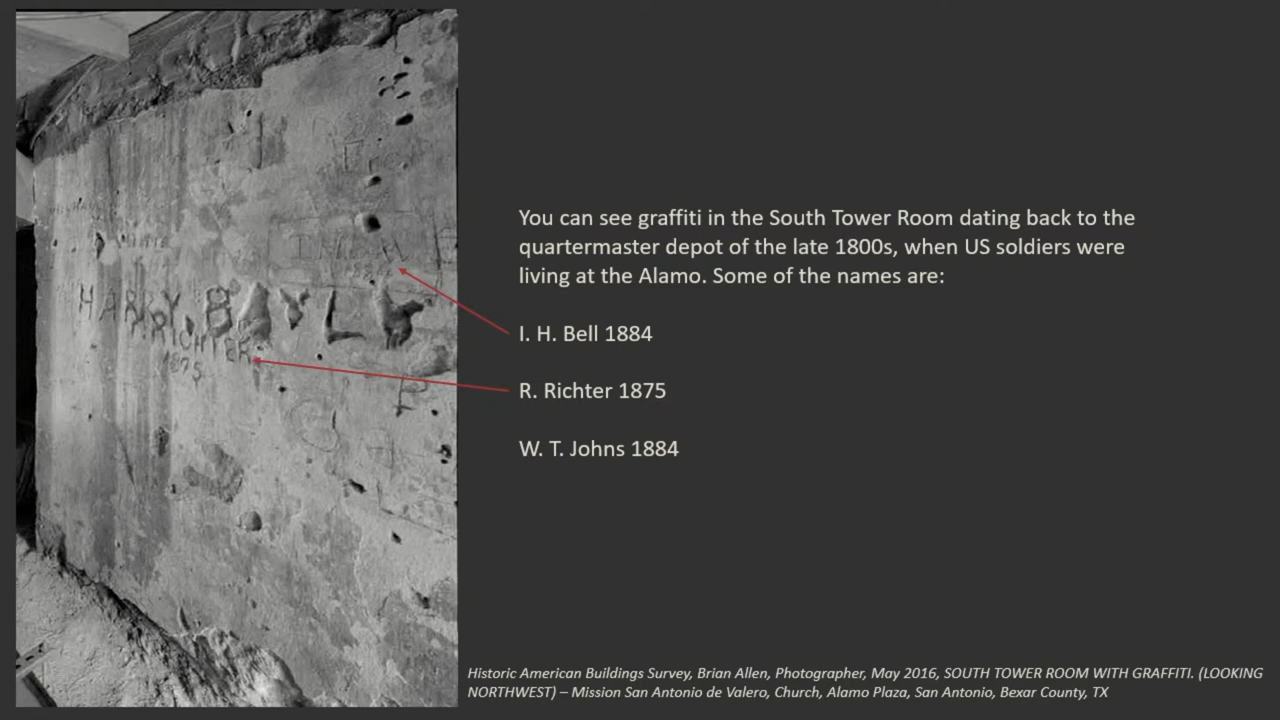 HARRY. BAYLY
RICHTER
1875
You can see graffiti in the South Tower Room dating back to the
quartermaster depot of the late 1800s, when US soldiers were
living at the Alamo. Some of the names are:
I. H. Bell 1884
R. Richter 1875
W. T. Johns 1884
Historic American Buildings Survey, Brian Allen, Photographer, May 2016, SOUTH TOWER ROOM WITH GRAFFITI. (LOOKING
NORTHWEST) – Mission San Antonio de Valero, Church, Alamo Plaza, San Antonio, Bexar County, TX